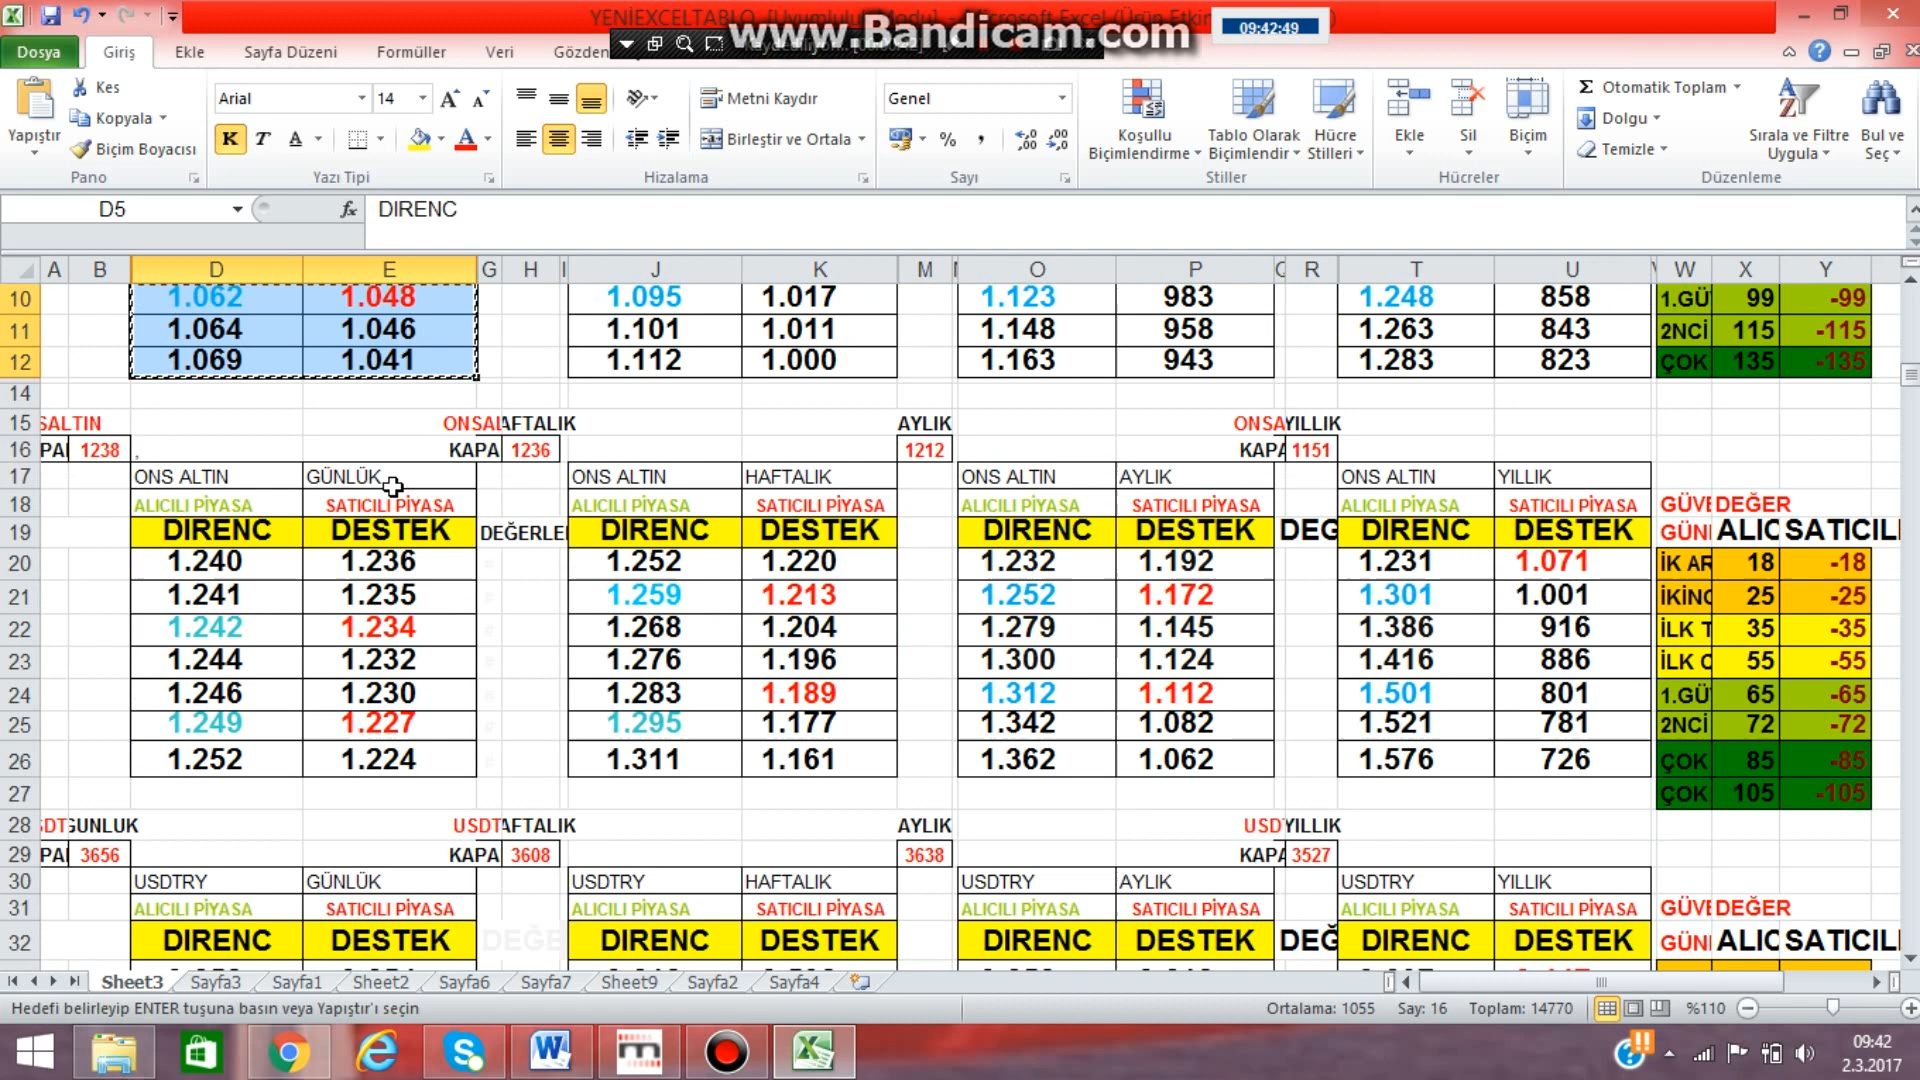 YENİEXCELTABLO [Uyumluluk Modu] - Microsoft Excel (Ürün Etkin
www.Bandicam.com
09:42:49
Dosya Giriş Ekle Sayfa Düzeni Formüller Veri Gözden
Kes
Kopyala
Biçim Boyacısı
Yapıştır
Pano
Arial 14
K T A
Yazı Tipi
Metni Kaydır
Birleştir ve Ortala
Hizalama
Genel
Sayı
Koşullu Biçimlendirme
Tablo Olarak Biçimlendir
Hücre Stilleri
Stiller
Ekle Sil Biçim
Hücreler
Otomatik Toplam
Dolgu
Temizle
Sırala ve Filtre Uygula
Bul ve Seç
Düzenleme
D5 fx DIRENC
A B D E G H J K M O P R T U W X Y
10 1.062 1.048 1.095 1.017 1.123 983 1.248 858 1.GÜ 99 -99
11 1.064 1.046 1.101 1.011 1.148 958 1.263 843 2NCİ 115 -115
12 1.069 1.041 1.112 1.000 1.163 943 1.283 823 ÇOK 135 -135
14
15 SALTIN ONSAL AFTALIK AYLIK ONSA YILLIK
16 PAI 1238 , KAPA 1236 1212 KAPA 1151
17 ONS ALTIN GÜNLÜK ONS ALTIN HAFTALIK ONS ALTIN AYLIK ONS ALTIN YILLIK
18 ALICILI PİYASA SATICILI PİYASA ALICILI PİYASA SATICILI PİYASA ALICILI PİYASA SATICILI PİYASA ALICILI PİYASA SATICILI PİYASA GÜVE DEĞER
19 DIRENC DESTEK DEĞERLE DIRENC DESTEK DIRENC DESTEK DEĞ DIRENC DESTEK GÜNI ALIC SATICILI
20 1.240 1.236 1.252 1.220 1.232 1.192 1.231 1.071 İK AR 18 -18
21 1.241 1.235 1.259 1.213 1.252 1.172 1.301 1.001 İKİNC 25 -25
22 1.242 1.234 1.268 1.204 1.279 1.145 1.386 916 İLK T 35 -35
23 1.244 1.232 1.276 1.196 1.300 1.124 1.416 886 İLK C 55 -55
24 1.246 1.230 1.283 1.189 1.312 1.112 1.501 801 1.GÜ 65 -65
25 1.249 1.227 1.295 1.177 1.342 1.082 1.521 781 2NCİ 72 -72
26 1.252 1.224 1.311 1.161 1.362 1.062 1.576 726 ÇOK 85 -85
27 ÇOK 105 -105
28 SDT GUNLUK USDT AFTALIK AYLIK USD YILLIK
29 PAI 3656 KAPA 3608 3638 KAPA 3527
30 USDTRY GÜNLÜK USDTRY HAFTALIK USDTRY AYLIK USDTRY YILLIK
31 ALICILI PİYASA SATICILI PİYASA ALICILI PİYASA SATICILI PİYASA ALICILI PİYASA SATICILI PİYASA ALICILI PİYASA SATICILI PİYASA GÜVE DEĞER
32 DIRENC DESTEK DEĞE DIRENC DESTEK DIRENC DESTEK DEĞ DIRENC DESTEK GÜNI ALIC SATICILI
Sheet3 Sayfa3 Sayfa1 Sheet2 Sayfa6 Sayfa7 Sheet9 Sayfa2 Sayfa4
Hedefi belirleyip ENTER tuşuna basın veya Yapıştır'ı seçin Ortalama: 1055 Say: 16 Toplam: 14770 %110
09:42
2.3.2017